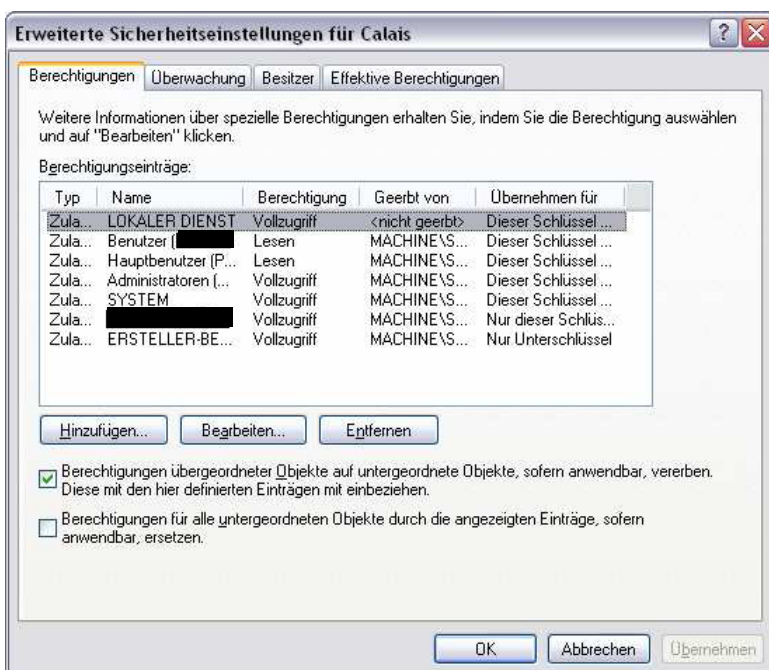 Erweiterte Sicherheitseinstellungen für Calais
Berechtigungen Überwachung Besitzer Effektive Berechtigungen
Weitere Informationen über spezielle Berechtigungen erhalten Sie, indem Sie die Berechtigung auswählen
und auf "Bearbeiten" klicken.
Berechtigungseinträge:
Typ Name Berechtigung Geerbt von Übernehmen für
Zula... LOKALER DIENST Vollzugriff <nicht geerbt> Dieser Schlüssel ...
Zula... Benutzer ( Lesen MACHINE\S... Dieser Schlüssel ...
Zula... Hauptbenutzer (P... Lesen MACHINE\S... Dieser Schlüssel ...
Zula... Administratoren (... Vollzugriff MACHINE\S... Dieser Schlüssel ...
Zula... SYSTEM Vollzugriff MACHINE\S... Dieser Schlüssel ...
Zula... Vollzugriff MACHINE\S... Nur dieser Schlüs...
Zula... ERSTELLER-BE... Vollzugriff MACHINE\S... Nur Unterschlüssel
Hinzufügen... Bearbeiten... Entfernen
Berechtigungen übergeordneter Objekte auf untergeordnete Objekte, sofern anwendbar, vererben.
Diese mit den hier definierten Einträgen mit einbeziehen.
Berechtigungen für alle untergeordneten Objekte durch die angezeigten Einträge, sofern
anwendbar, ersetzen.
OK Abbrechen Übernehmen